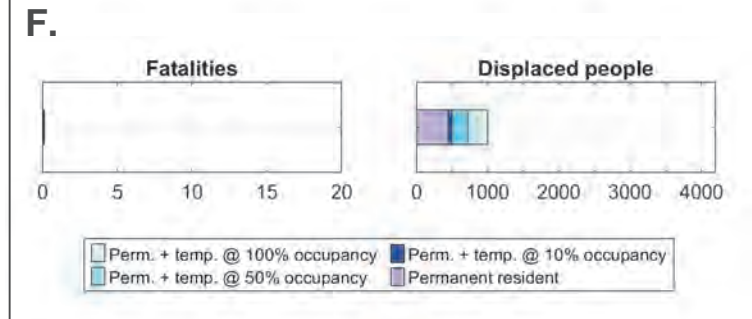 F.
Fatalities
Displaced people
0 5 10 15 20
0 1000 2000 3000 4000
Perm. + temp. @ 100% occupancy Perm. + temp. @ 10% occupancy
Perm. + temp. @ 50% occupancy Permanent resident